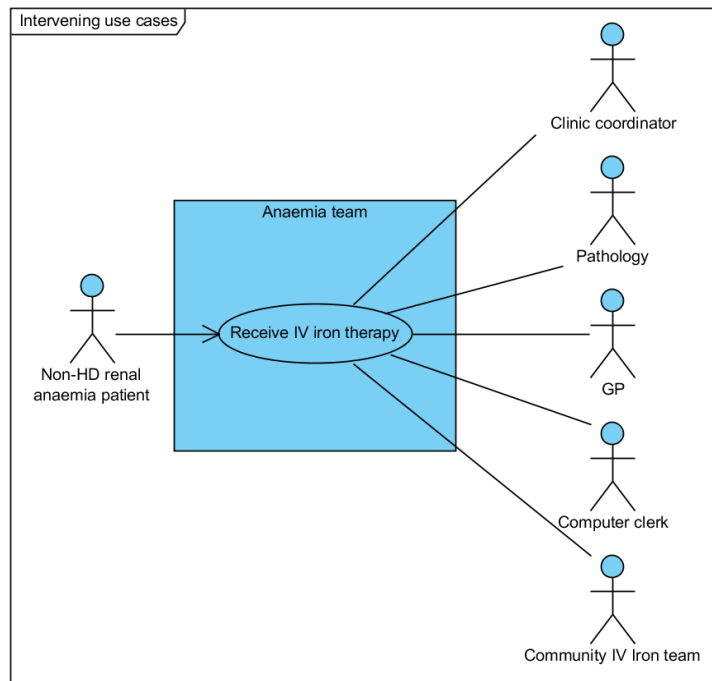 Intervening use cases
Clinic coordinator
Anaemia team
Pathology
Receive IV iron therapy
Non-HD renal
anaemia patient
GP
Computer clerk
Community IV Iron team